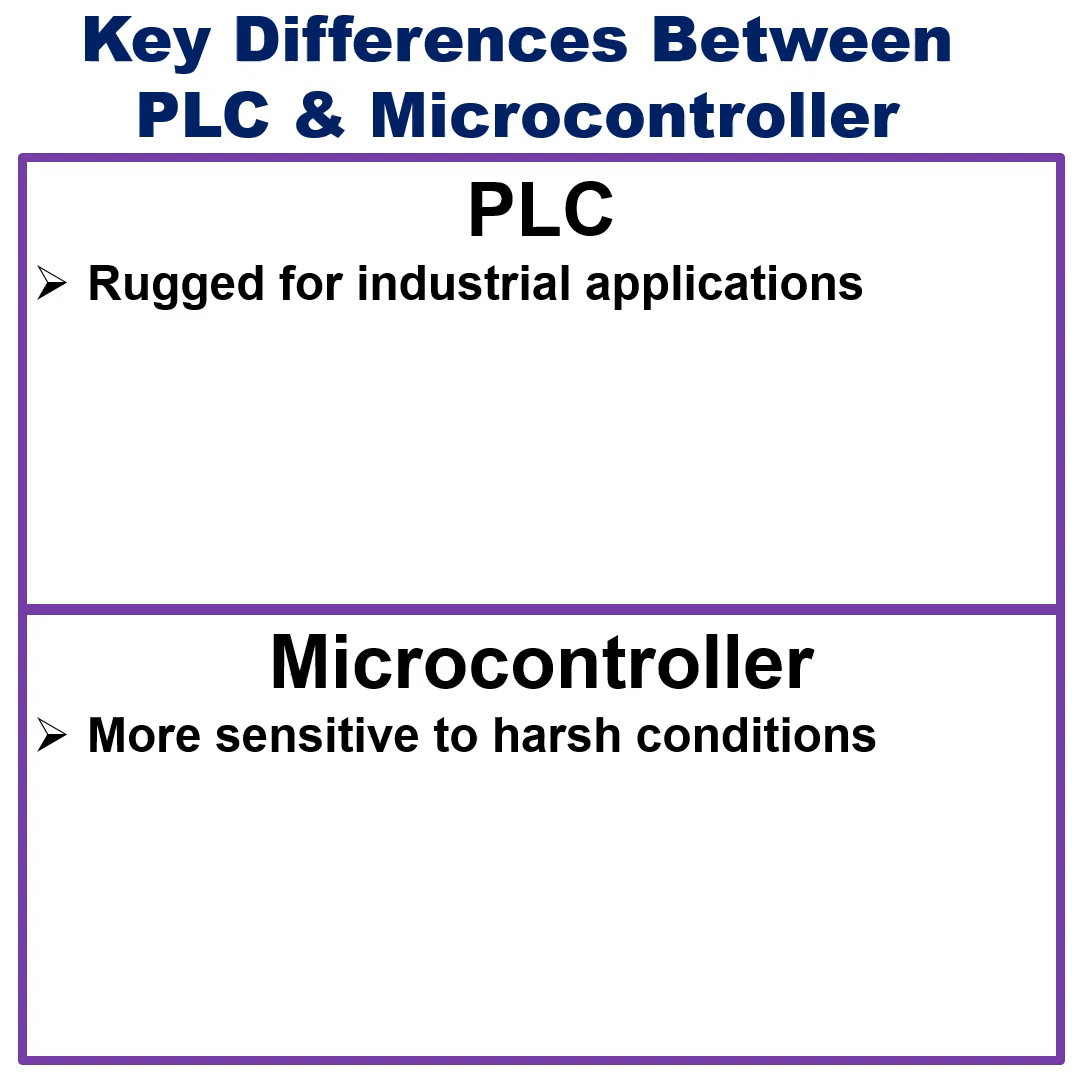 Key Differences Between
PLC & Microcontroller
PLC
➢ Rugged for industrial applications
Microcontroller
➢ More sensitive to harsh conditions